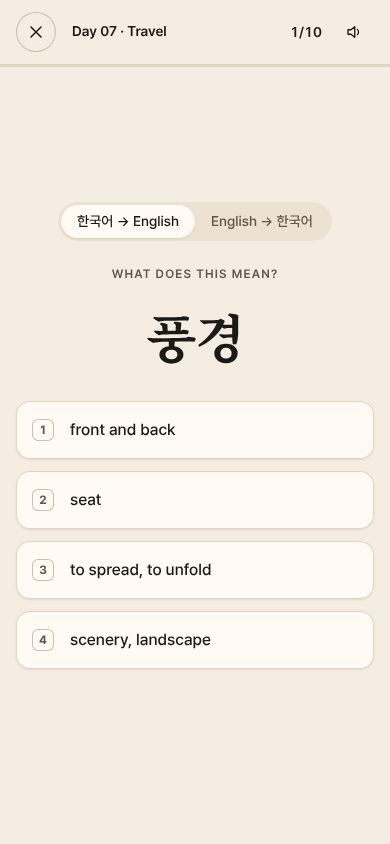 Day 07 · Travel 1/10
한국어 → English English → 한국어
WHAT DOES THIS MEAN?
풍경
1 front and back
2 seat
3 to spread, to unfold
4 scenery, landscape